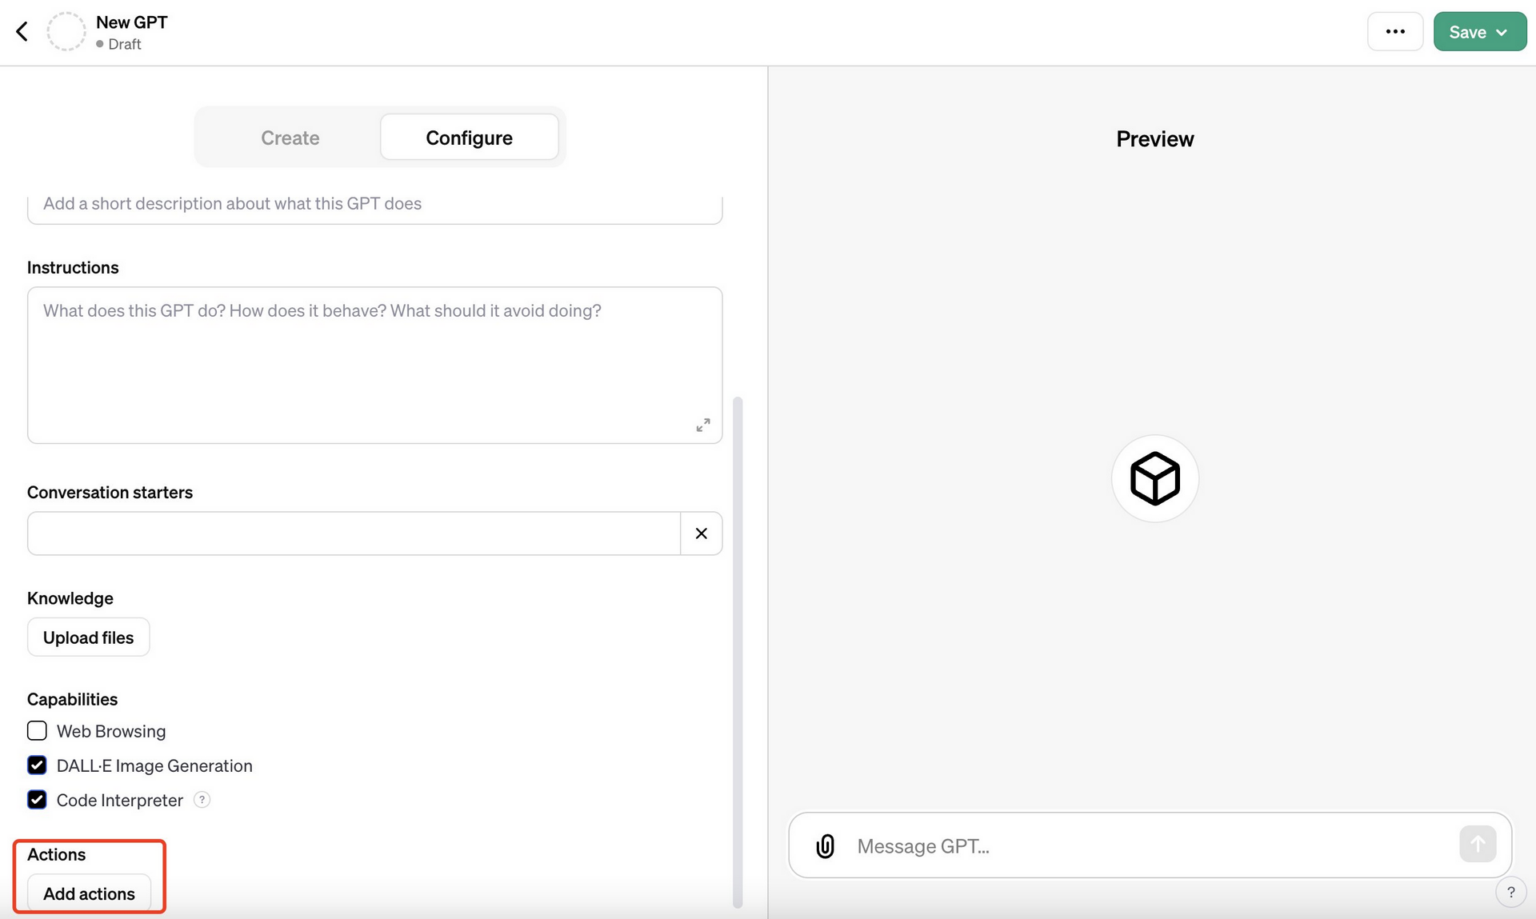 New GPT
Draft
Save
Create
Configure
Add a short description about what this GPT does
Instructions
What does this GPT do? How does it behave? What should it avoid doing?
Conversation starters
Knowledge
Upload files
Capabilities
Web Browsing
DALL·E Image Generation
Code Interpreter ?
Actions
Add actions
Preview
Message GPT...
?